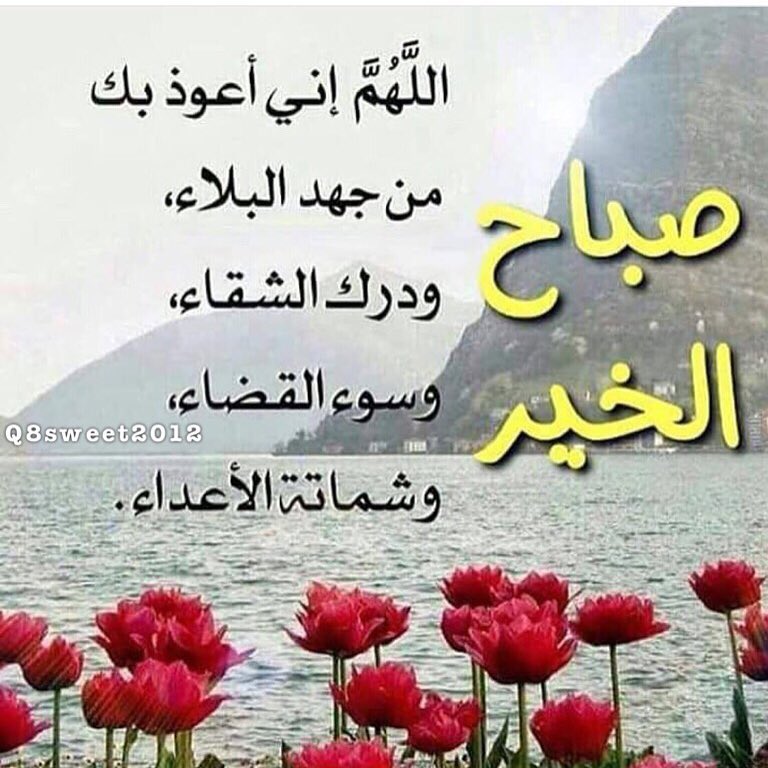 اللَّهُمَّ إني أعوذ بك
من جهد البلاء،
ودرك الشقاء،
وسوء القضاء،
وشماتة الأعداء.
صباح
الخير
Q8sweet2012